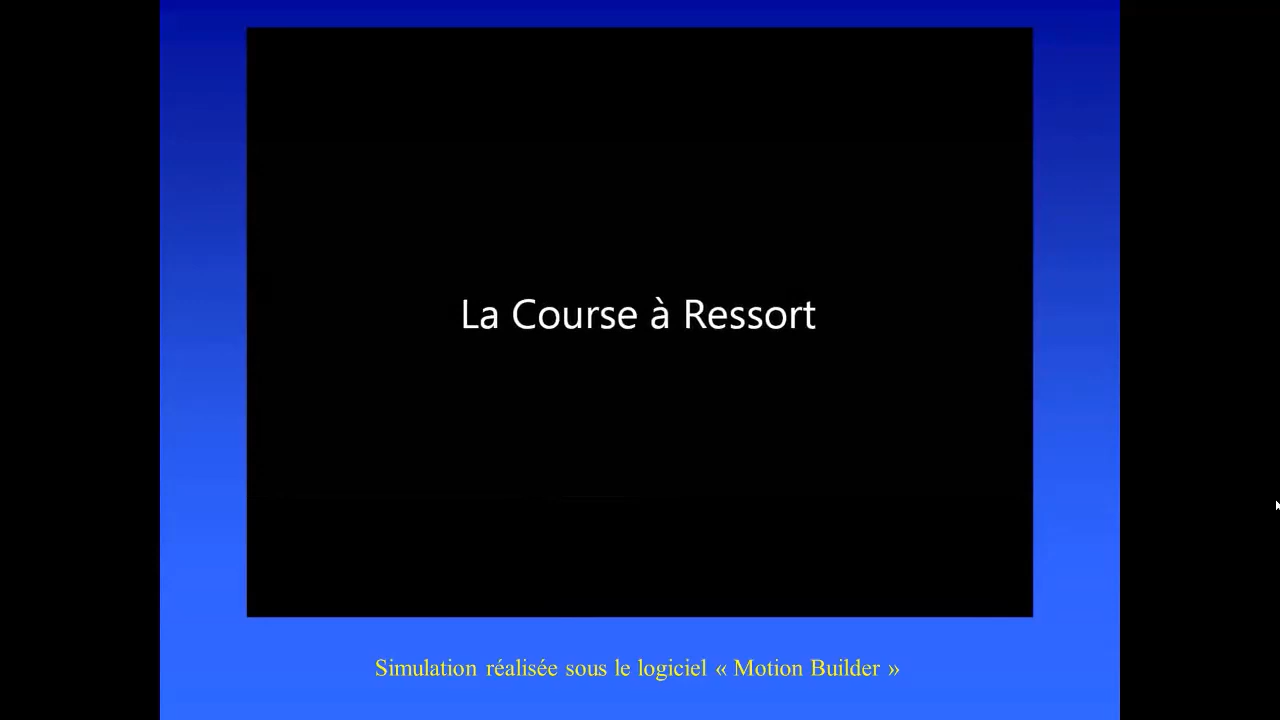 La Course à Ressort
Simulation réalisée sous le logiciel « Motion Builder »